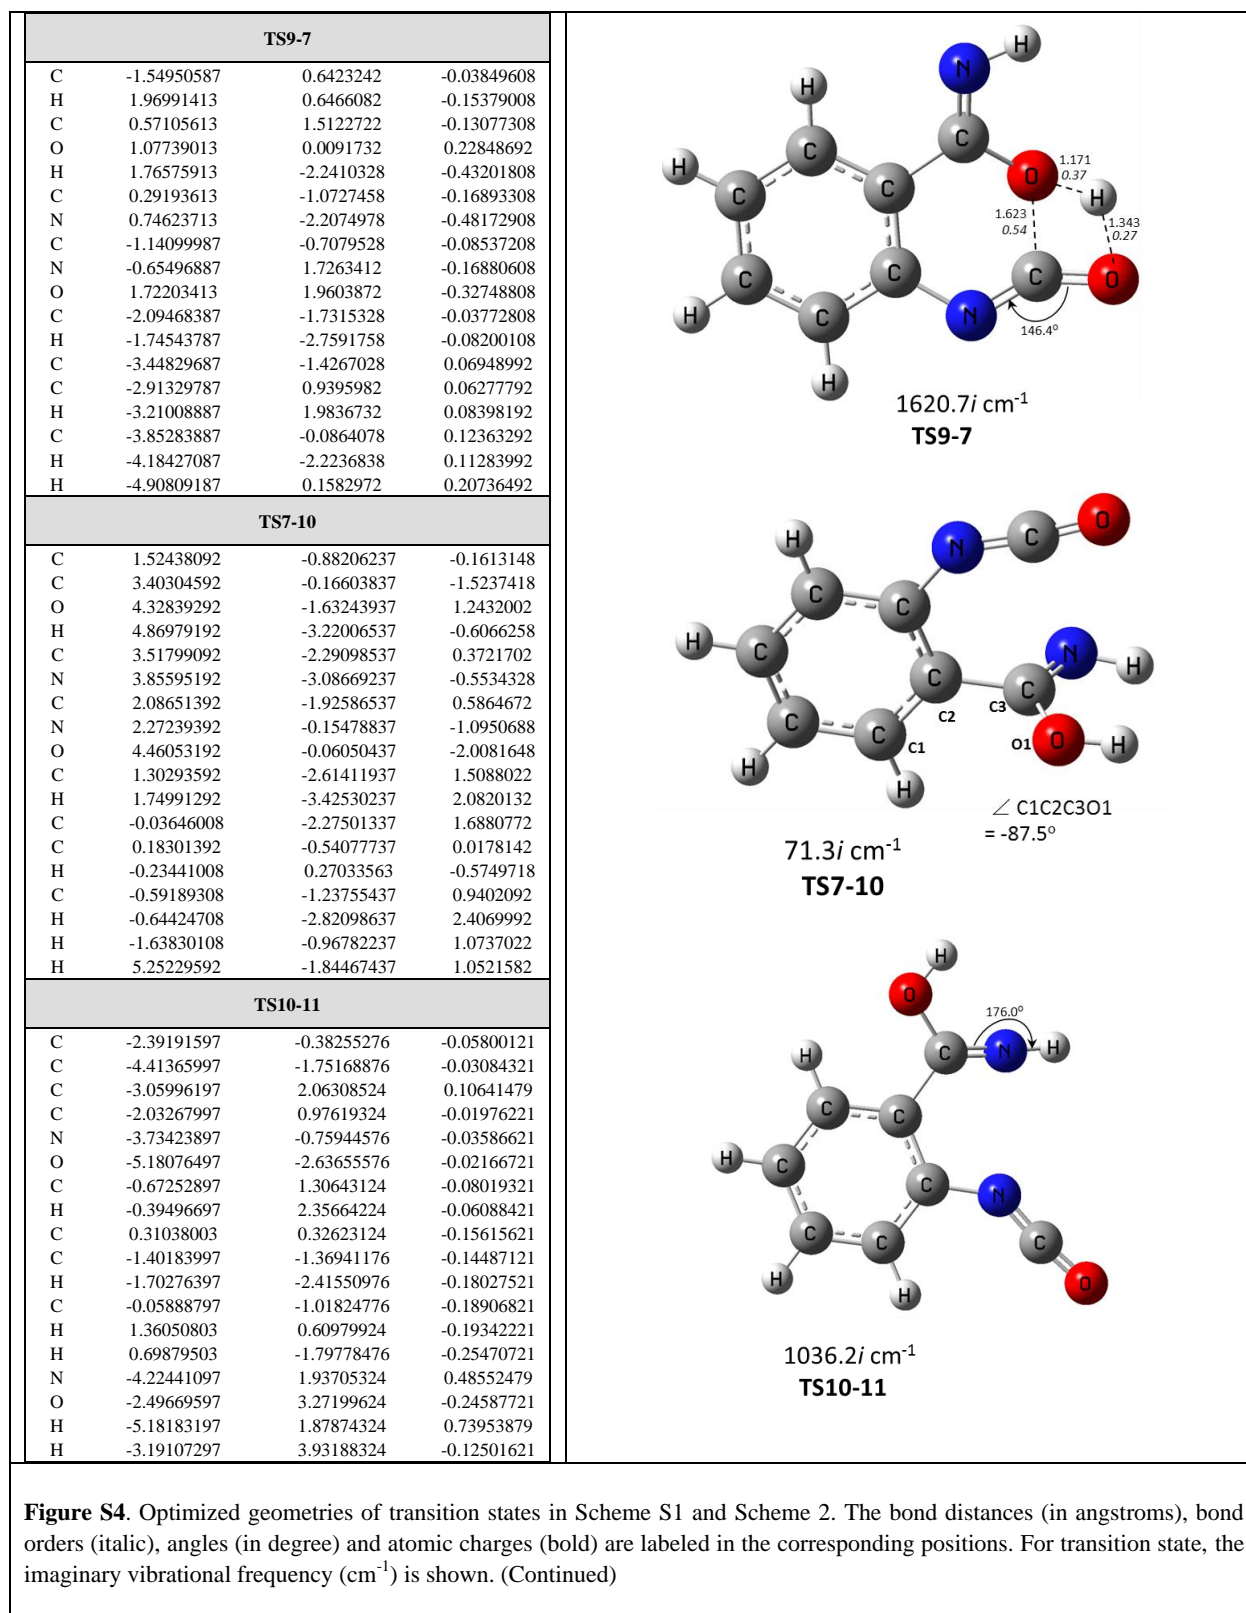 TS9-7
C -1.54950587 0.6423242 -0.03849608
H 1.96991413 0.6466082 -0.15379008
C 0.57105613 1.5122722 -0.13077308
O 1.07739013 0.0091732 0.22848692
H 1.76575913 -2.2410328 -0.43201808
C 0.29193613 -1.0727458 -0.16893308
N 0.74623713 -2.2074978 -0.48172908
C -1.14099987 -0.7079528 -0.08537208
N -0.65496887 1.7263412 -0.16880608
O 1.72203413 1.9603872 -0.32748808
C -2.09468387 -1.7315328 -0.03772808
H -1.74543787 -2.7591758 -0.08200108
C -3.44829687 -1.4267028 0.06948992
C -2.91329787 0.9395982 0.06277792
H -3.21008887 1.9836732 0.08398192
C -3.85283887 -0.0864078 0.12363292
H -4.18427087 -2.2236838 0.11283992
H -4.90809187 0.1582972 0.20736492
H
N
H
C
H
C
C
O
1.171
0.37
H
C
1.623
0.54
1.343
0.27
C
C
C
O
H
C
N
146.4°
H
1620.7i cm-1
TS9-7
TS7-10
C 1.52438092 -0.88206237 -0.1613148
C 3.40304592 -0.16603837 -1.5237418
O 4.32839292 -1.63243937 1.2432002
H 4.86979192 -3.22006537 -0.6066258
C 3.51799092 -2.29098537 0.3721702
N 3.85595192 -3.08669237 -0.5534328
C 2.08651392 -1.92586537 0.5864672
N 2.27239392 -0.15478837 -1.0950688
O 4.46053192 -0.06050437 -2.0081648
C 1.30293592 -2.61411937 1.5088022
H 1.74991292 -3.42530237 2.0820132
C -0.03646008 -2.27501337 1.6880772
C 0.18301392 -0.54077737 0.0178142
H -0.23441008 0.27033563 -0.5749718
C -0.59189308 -1.23755437 0.9402092
H -0.64424708 -2.82098637 2.4069992
H -1.63830108 -0.96782237 1.0737022
H 5.25229592 -1.84467437 1.0521582
O
H
N
C
C
C
H
C
N
H
C
C
C2
C3
C
C
C1
O1
O
H
H
H
∠ C1C2C3O1
= -87.5°
71.3i cm-1
TS7-10
TS10-11
C -2.39191597 -0.38255276 -0.05800121
C -4.41365997 -1.75168876 -0.03084321
C -3.05996197 2.06308524 0.10641479
C -2.03267997 0.97619324 -0.01976221
N -3.73423897 -0.75944576 -0.03586621
O -5.18076497 -2.63655576 -0.02166721
C -0.67252897 1.30643124 -0.08019321
H -0.39496697 2.35664224 -0.06088421
C 0.31038003 0.32623124 -0.15615621
C -1.40183997 -1.36941176 -0.14487121
H -1.70276397 -2.41550976 -0.18027521
C -0.05888797 -1.01824776 -0.18906821
H 1.36050803 0.60979924 -0.19342221
H 0.69879503 -1.79778476 -0.25470721
N -4.22441097 1.93705324 0.48552479
O -2.49669597 3.27199624 -0.24587721
H -5.18183197 1.87874324 0.73953879
H -3.19107297 3.93188324 -0.12501621
H
O
176.0°
H
C
N
H
C
C
H
C
C
N
C
C
C
H
H
O
1036.2i cm-1
TS10-11
Figure S4. Optimized geometries of transition states in Scheme S1 and Scheme 2. The bond distances (in angstroms), bond
orders (italic), angles (in degree) and atomic charges (bold) are labeled in the corresponding positions. For transition state, the
imaginary vibrational frequency (cm-1) is shown. (Continued)